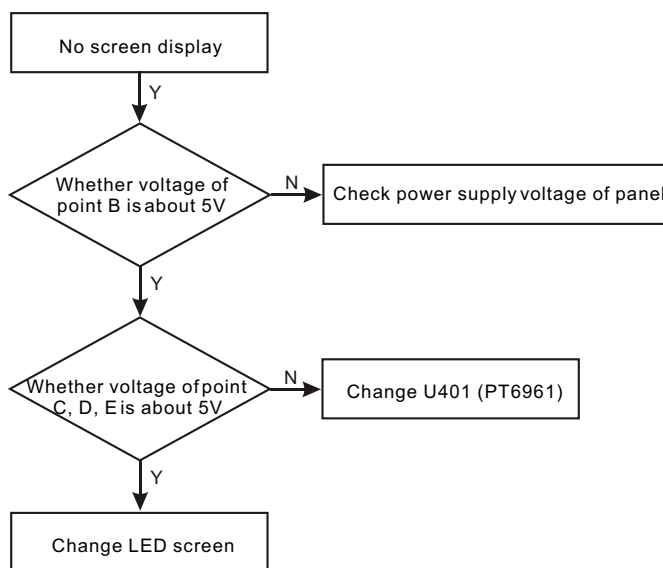 No screen display
Y
Whether voltage of
point B is about 5V
N
Check power supply voltage of panel
Y
Whether voltage of point
C, D, E is about 5V
N
Change U401 (PT6961)
Y
Change LED screen